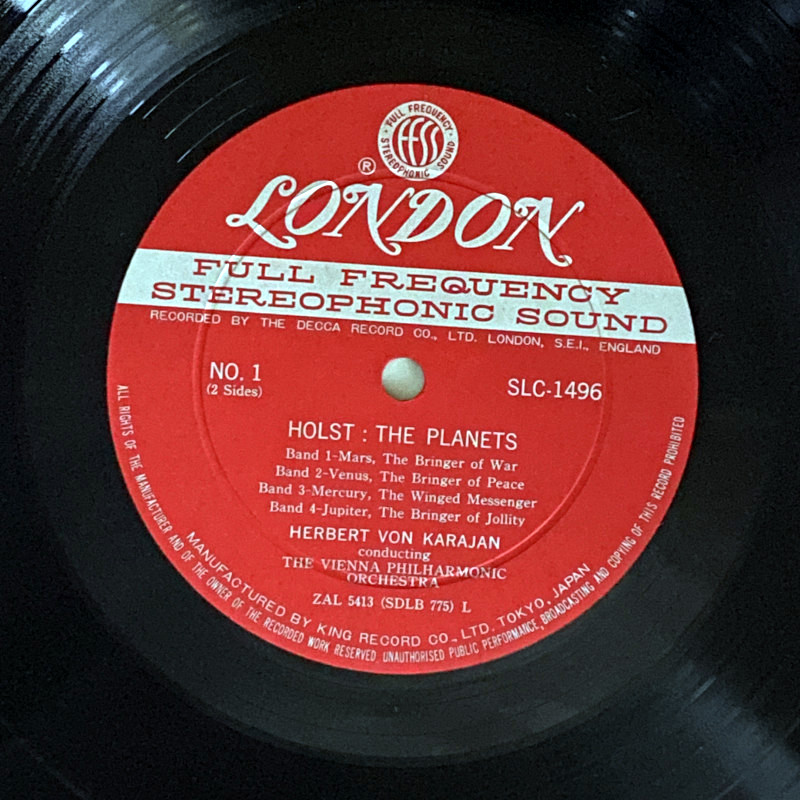 FULL FREQUENCY
ffss
STEREOPHONIC SOUND
®
LONDON
FULL FREQUENCY
STEREOPHONIC SOUND
RECORDED BY THE DECCA RECORD CO., LTD. LONDON, S.E.I., ENGLAND
NO. 1
(2 Sides)
SLC-1496
HOLST : THE PLANETS
Band 1-Mars, The Bringer of War
Band 2-Venus, The Bringer of Peace
Band 3-Mercury, The Winged Messenger
Band 4-Jupiter, The Bringer of Jollity
HERBERT VON KARAJAN
conducting
THE VIENNA PHILHARMONIC
ORCHESTRA
ZAL 5413 (SDLB 775) L
MANUFACTURED BY KING RECORD CO., LTD. TOKYO, JAPAN
ALL RIGHTS OF THE MANUFACTURER AND OF THE OWNER OF THE RECORDED WORK RESERVED. UNAUTHORISED PUBLIC PERFORMANCE, BROADCASTING AND COPYING OF THIS RECORD PROHIBITED